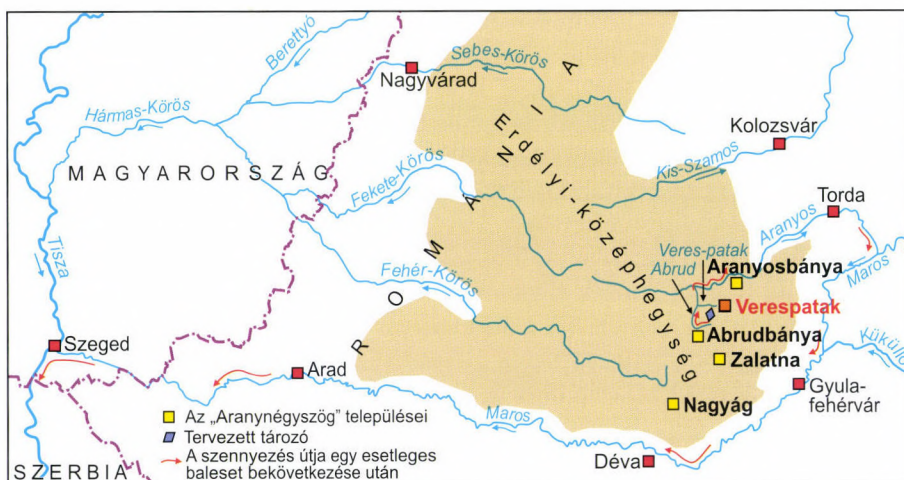 Berettyó
Sebes-Körös
Nagyvárad
Hármas-Körös
Kolozsvár
MAGYARORSZÁG
ROMÁNIA
Erdélyi-középhegység
Fekete-Körös
Kis-Szamos
Torda
Aranyos
Maros
Tisza
Veres-patak
Abrud
Aranyosbánya
Fehér-Körös
Verespatak
Abrudbánya
Küküllő
Szeged
Zalatna
Arad
Gyula-
fehérvár
Nagyág
Maros
Déva
Az „Aranynégyszög” települései
Tervezett tározó
A szennyezés útja egy esetleges
baleset bekövetkezése után
SZERBIA